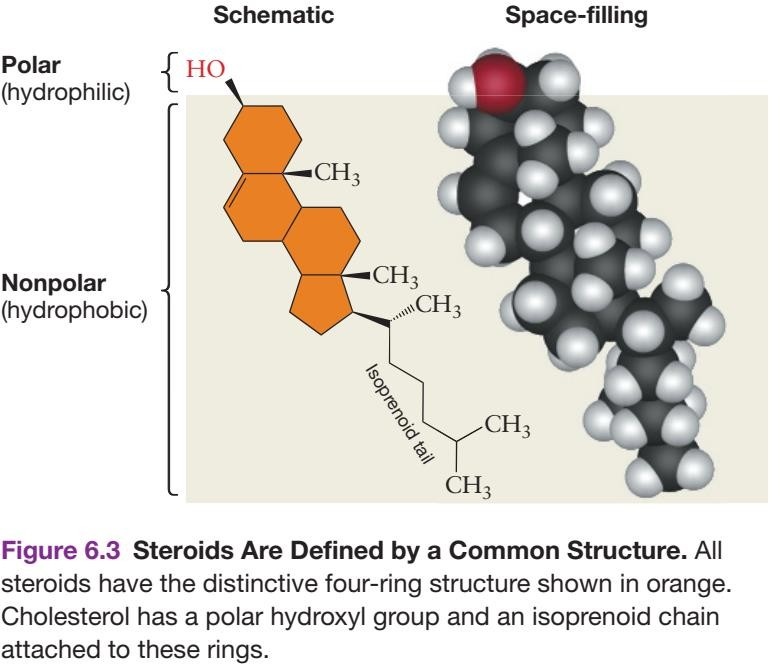 Schematic
Space-filling
Polar
(hydrophilic)
HO
CH3
Nonpolar
(hydrophobic)
CH3
CH3
Isoprenoid tail
CH3
CH3
Figure 6.3 Steroids Are Defined by a Common Structure. All
steroids have the distinctive four-ring structure shown in orange.
Cholesterol has a polar hydroxyl group and an isoprenoid chain
attached to these rings.